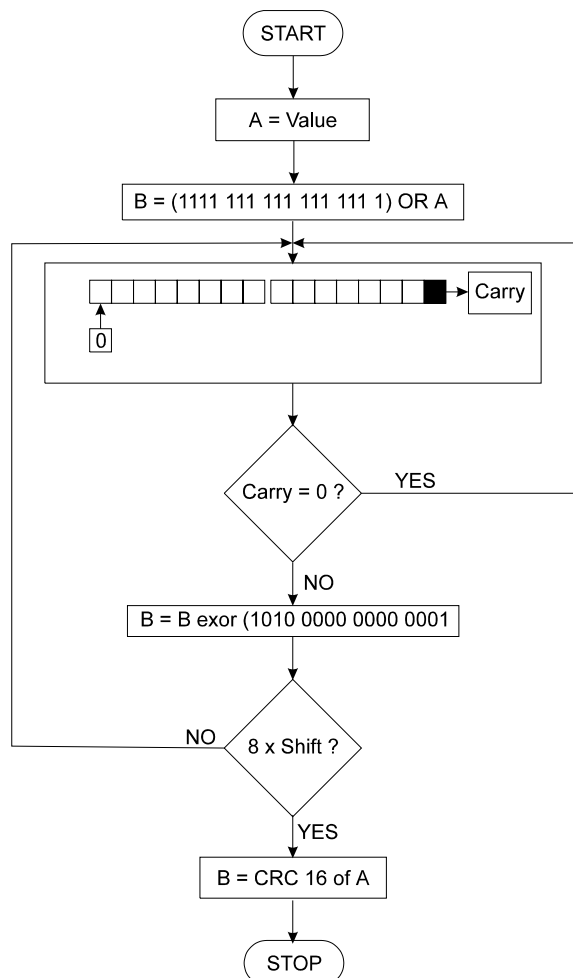 START
A = Value
B = (1111 111 111 111 111 1) OR A
Carry
0
Carry = 0 ?
YES
NO
B = B exor (1010 0000 0000 0001
NO
8 x Shift ?
YES
B = CRC 16 of A
STOP